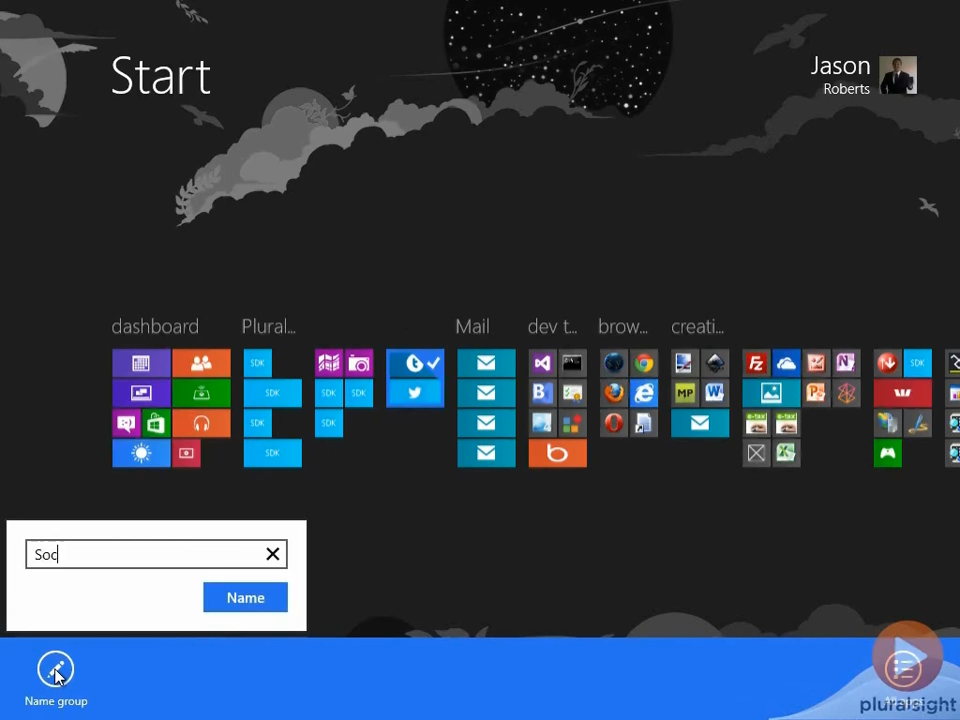 Start
Jason
Roberts
dashboard
Plural...
Mail
dev t...
brow...
creati...
SDK
SDK
SDK
SDK
SDK
SDK
SDK
SDK
Fz
N
MP
W
P
Soc
Name
Name group
pluralsight